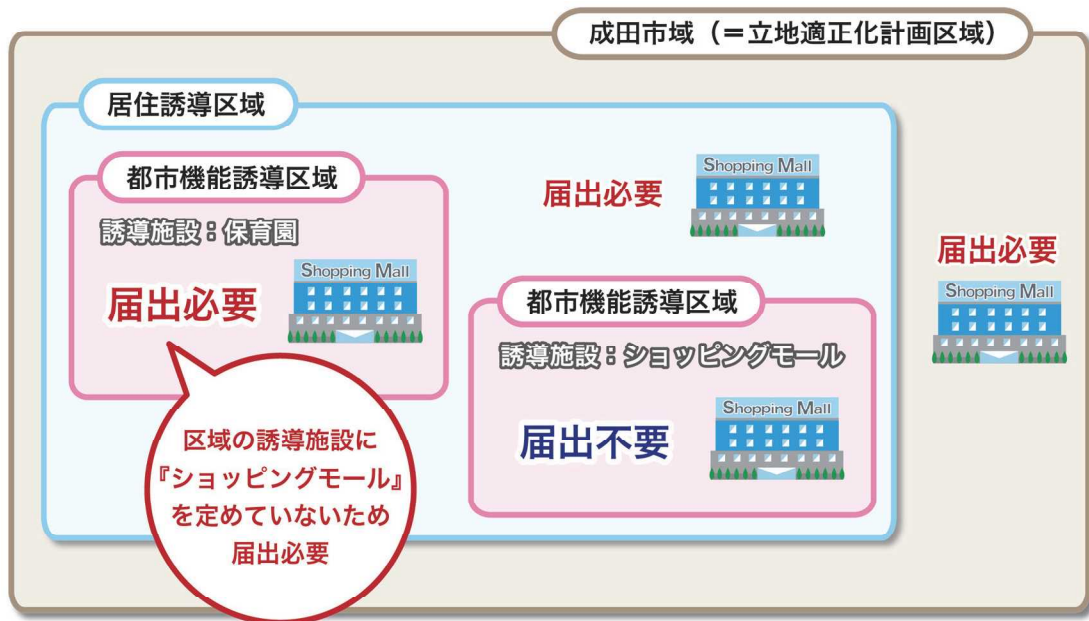 成田市域（＝立地適正化計画区域）
居住誘導区域
都市機能誘導区域
誘導施設：保育園
届出必要
Shopping Mall
届出必要
Shopping Mall
届出必要
Shopping Mall
都市機能誘導区域
誘導施設：ショッピングモール
届出不要
Shopping Mall
区域の誘導施設に
『ショッピングモール』
を定めていないため
届出必要